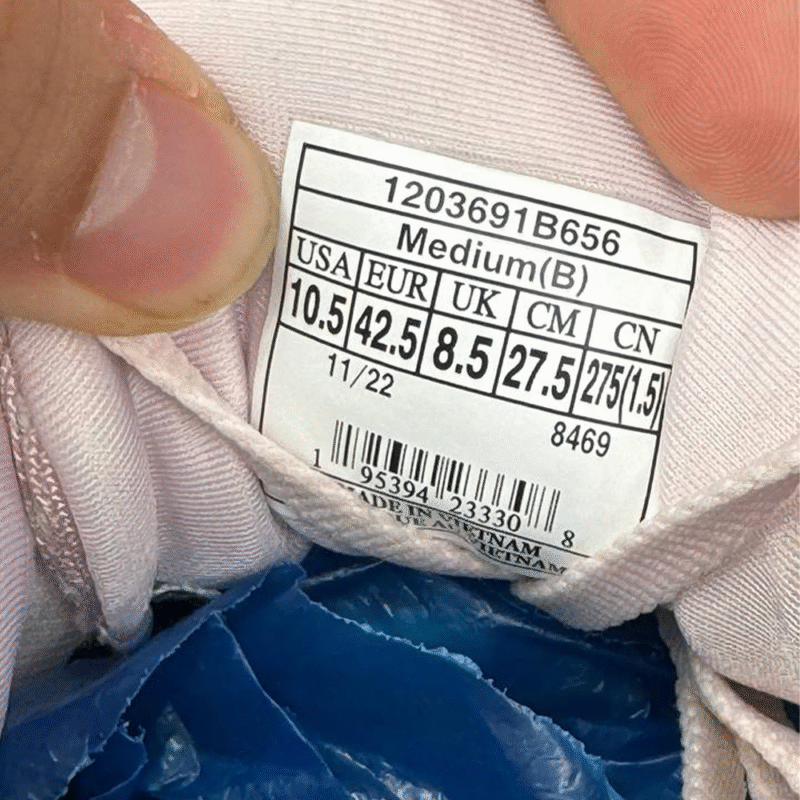 1203691B656
Medium(B)
USA EUR UK CM CN
10.5 42.5 8.5 27.5 275(1.5)
11/22
8469
1 95394 23330 8
MADE IN VIETNAM
VIETNAM